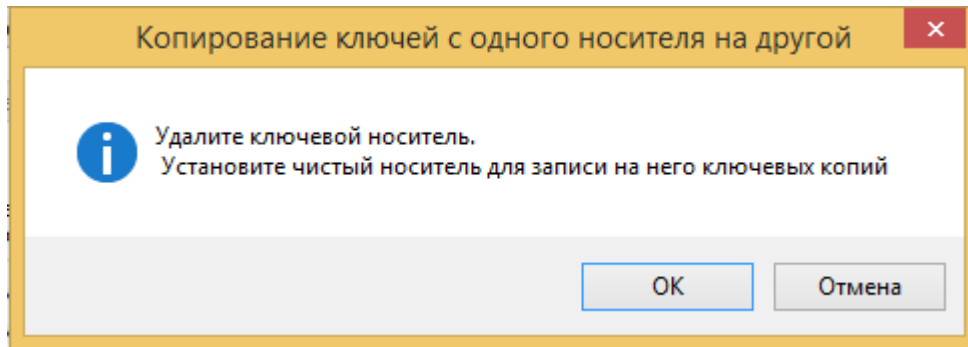 Копирование ключей с одного носителя на другой
Удалите ключевой носитель.
Установите чистый носитель для записи на него ключевых копий
ОК
Отмена